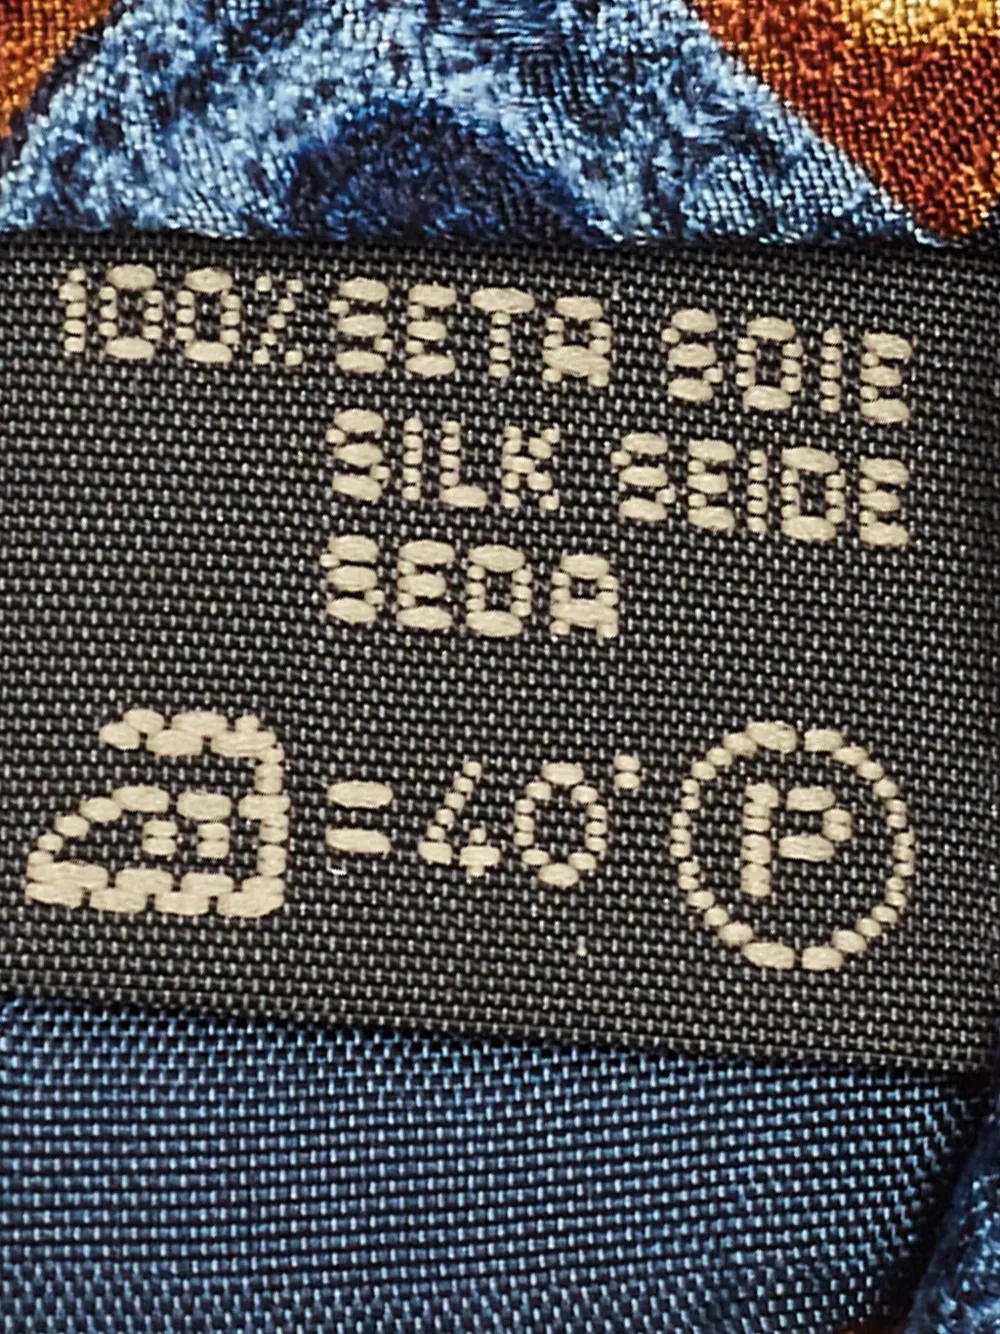 100% SETA SOIE
SILK SEIDE
SEDA
= 40° P